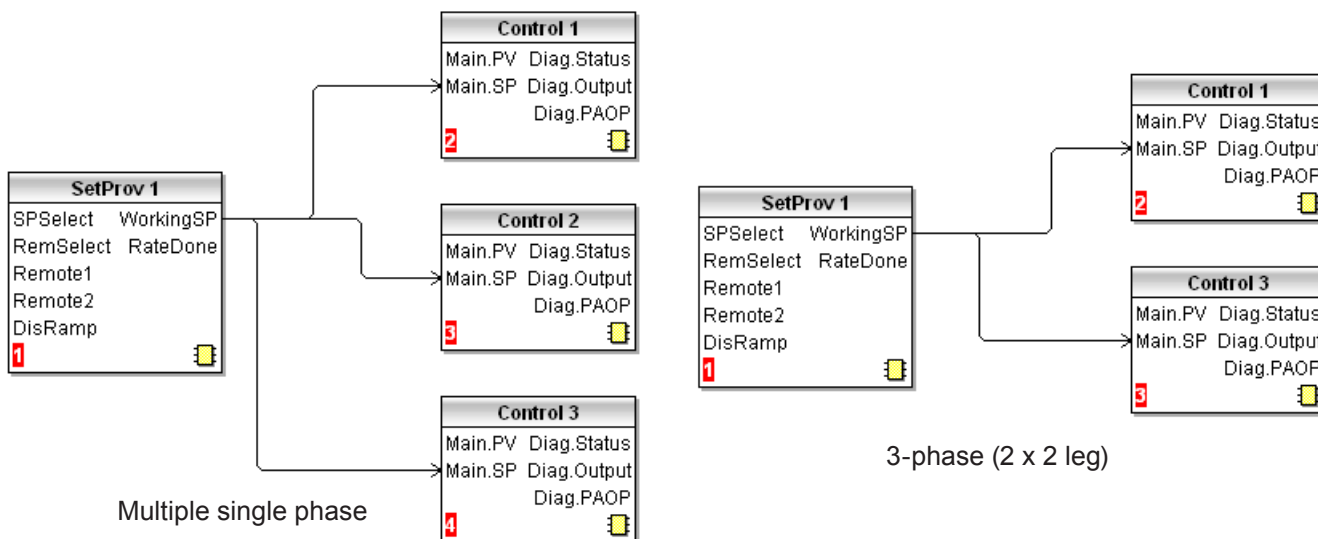 Control 1
Main.PV Diag.Status
Main.SP Diag.Output
Diag.PAOP
2
SetProv 1
SPSelect WorkingSP
RemSelect RateDone
Remote1
Remote2
DisRamp
1
Control 2
Main.PV Diag.Status
Main.SP Diag.Output
Diag.PAOP
3
Control 3
Main.PV Diag.Status
Main.SP Diag.Output
Diag.PAOP
4
Multiple single phase
Control 1
Main.PV Diag.Status
Main.SP Diag.Output
Diag.PAOP
2
SetProv 1
SPSelect WorkingSP
RemSelect RateDone
Remote1
Remote2
DisRamp
1
Control 3
Main.PV Diag.Status
Main.SP Diag.Output
Diag.PAOP
3
3-phase (2 x 2 leg)